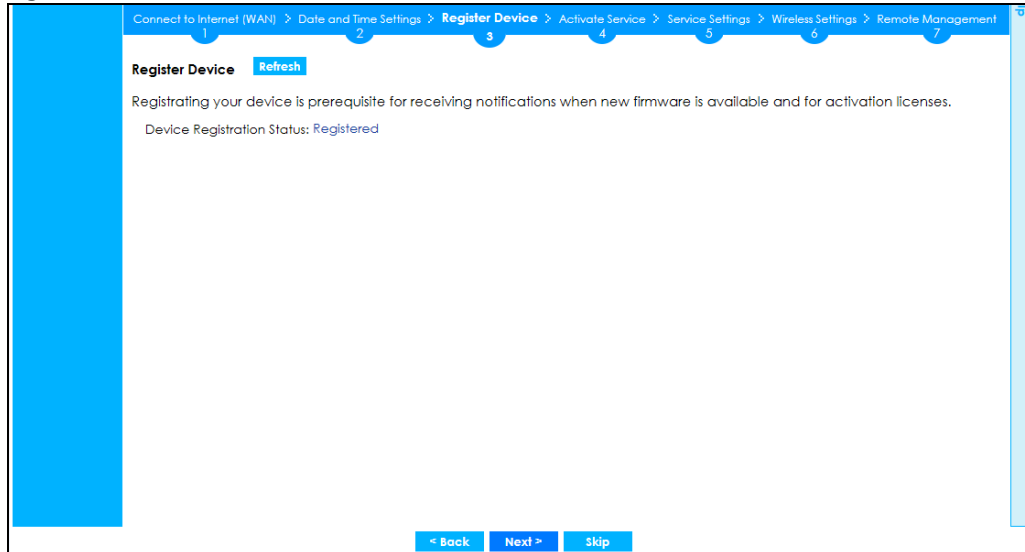 Connect to Internet (WAN) > Date and Time Settings > Register Device > Activate Service > Service Settings > Wireless Settings > Remote Management
1 2 3 4 5 6 7
Register Device Refresh
Registrating your device is prerequisite for receiving notifications when new firmware is available and for activation licenses.
Device Registration Status: Registered
< Back Next > Skip